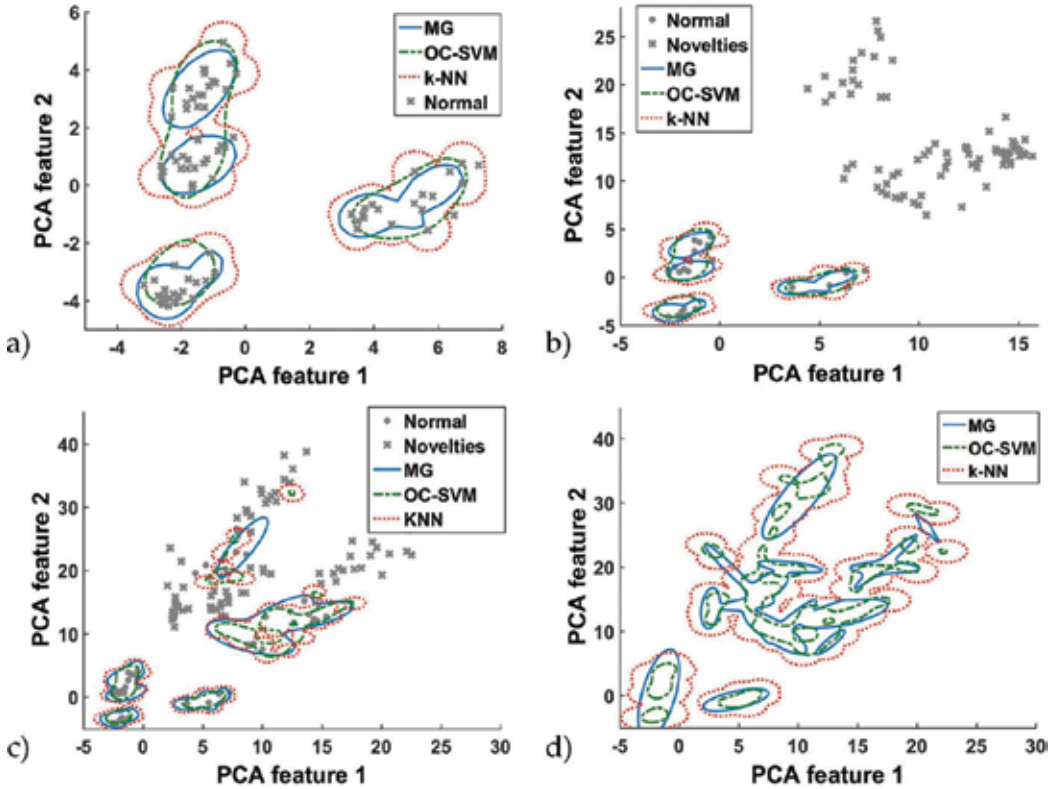 a)
PCA feature 2
6
4
2
0
-2
-4
-4 -2 0 2 4 6 8
PCA feature 1
MG
OC-SVM
k-NN
Normal
b)
PCA feature 2
25
20
15
10
5
0
-5
-5 0 5 10 15
PCA feature 1
Normal
Novelties
MG
OC-SVM
k-NN
c)
PCA feature 2
40
30
20
10
0
-5 0 5 10 15 20 25 30
PCA feature 1
Normal
Novelties
MG
OC-SVM
KNN
d)
PCA feature 2
40
30
20
10
0
-5 0 5 10 15 20 25 30
PCA feature 1
MG
OC-SVM
k-NN